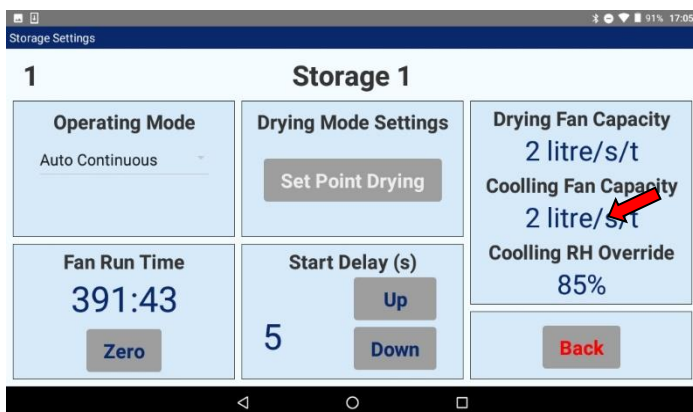 91% 17:05
Storage Settings
1
Storage 1
Operating Mode
Auto Continuous
Drying Mode Settings
Set Point Drying
Drying Fan Capacity
2 litre/s/t
Coolling Fan Capacity
2 litre/s/t
Coolling RH Override
85%
Fan Run Time
391:43
Zero
Start Delay (s)
5
Up
Down
Back